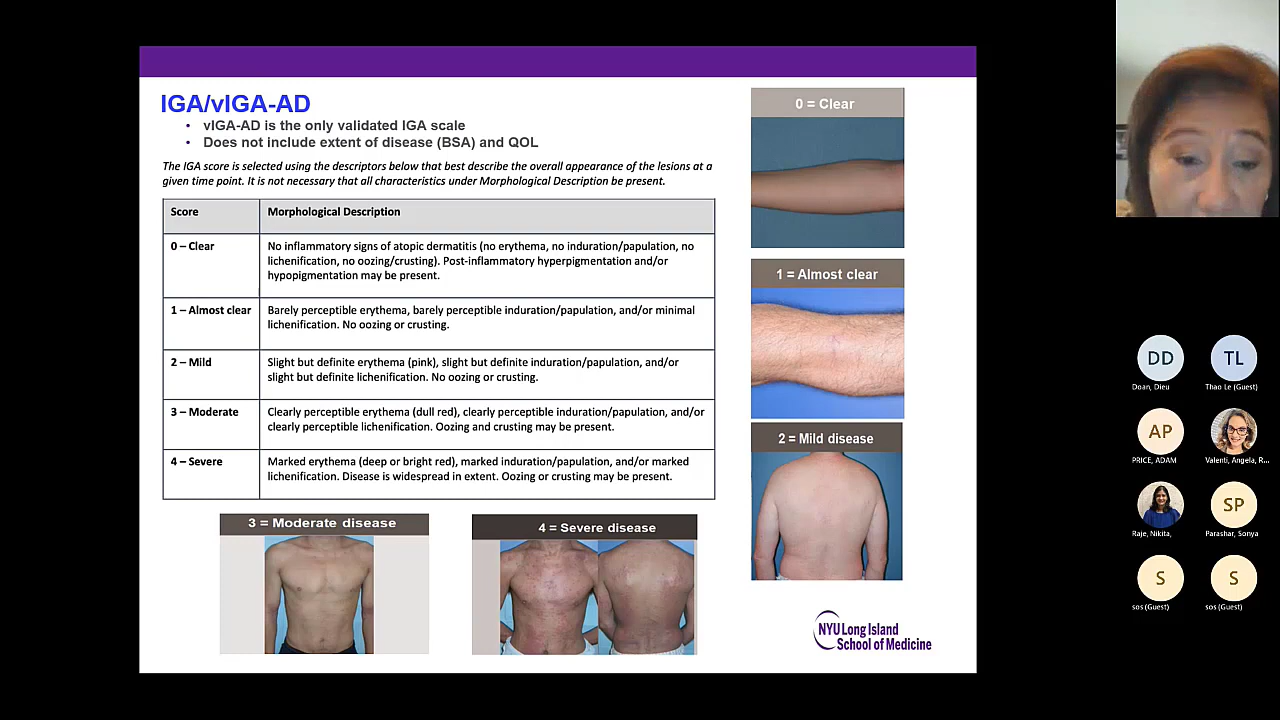 IGA/vIGA-AD
• vIGA-AD is the only validated IGA scale
• Does not include extent of disease (BSA) and QOL
The IGA score is selected using the descriptors below that best describe the overall appearance of the lesions at a
given time point. It is not necessary that all characteristics under Morphological Description be present.
Score
Morphological Description
0 – Clear
No inflammatory signs of atopic dermatitis (no erythema, no induration/papulation, no
lichenification, no oozing/crusting). Post-inflammatory hyperpigmentation and/or
hypopigmentation may be present.
1 – Almost clear
Barely perceptible erythema, barely perceptible induration/papulation, and/or minimal
lichenification. No oozing or crusting.
2 – Mild
Slight but definite erythema (pink), slight but definite induration/papulation, and/or
slight but definite lichenification. No oozing or crusting.
3 – Moderate
Clearly perceptible erythema (dull red), clearly perceptible induration/papulation, and/or
clearly perceptible lichenification. Oozing and crusting may be present.
4 – Severe
Marked erythema (deep or bright red), marked induration/papulation, and/or marked
lichenification. Disease is widespread in extent. Oozing or crusting may be present.
0 = Clear
1 = Almost clear
2 = Mild disease
3 = Moderate disease
4 = Severe disease
NYU Long Island
School of Medicine
DD
Doan, Dieu
TL
Thao Le (Guest)
AP
PRICE, ADAM
Valenti, Angela, R...
Raje, Nikita,
SP
Parashar, Sonya
S
sos (Guest)
S
sos (Guest)